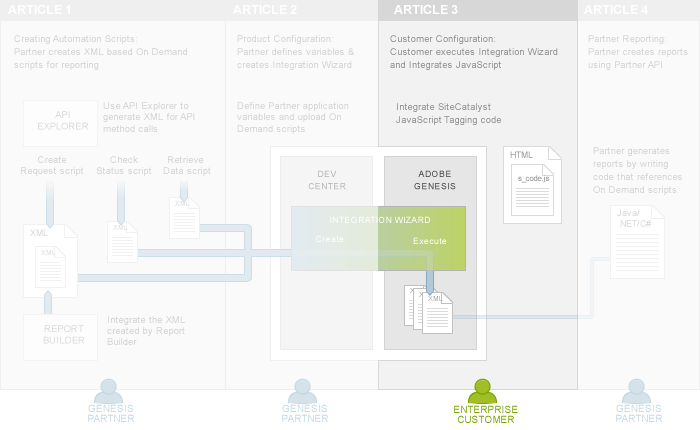 ARTICLE 1
Creating Automation Scripts:
Partner creates XML based On Demand
scripts for reporting
API
EXPLORER
Use API Explorer to
generate XML for API
method calls
Create
Request script
Check
Status script
Retrieve
Data script
XML
XML
XML
XML
REPORT
BUILDER
Integrate the XML
created by Report
Builder
GENESIS
PARTNER
ARTICLE 2
Product Configuration:
Partner defines variables &
creates Integration Wizard
Define Partner application
variables and upload On
Demand scripts
DEV
CENTER
INTEGRATION WIZARD
Create
GENESIS
PARTNER
ARTICLE 3
Customer Configuration:
Customer executes Integration Wizard
and Integrates JavaScript
Integrate SiteCatalyst
JavaScript Tagging code
ADOBE
GENESIS
Execute
XML
HTML
s_code.js
ENTERPRISE
CUSTOMER
ARTICLE 4
Partner Reporting:
Partner creates reports
using Partner API
Partner generates
reports by writing
code that references
On Demand scripts.
Java/
NET/C#
GENESIS
PARTNER